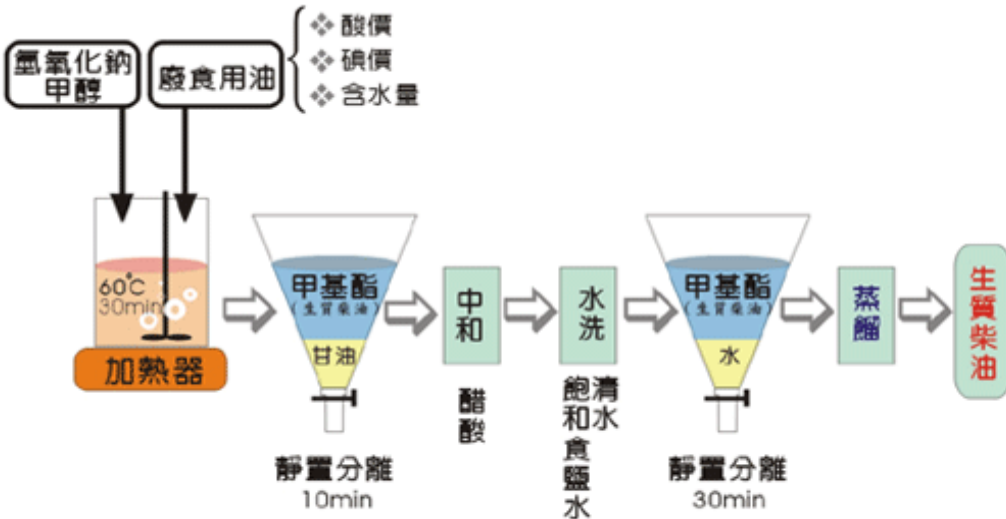 氫氧化鈉
甲醇
廢食用油
❖ 酸價
❖ 碘價
❖ 含水量
60℃
30min
加熱器
甲基酯
(生質柴油)
甘油
靜置分離
10min
中和
醋酸
水洗
清水
飽和食鹽水
甲基酯
(生質柴油)
水
靜置分離
30min
蒸餾
生質柴油